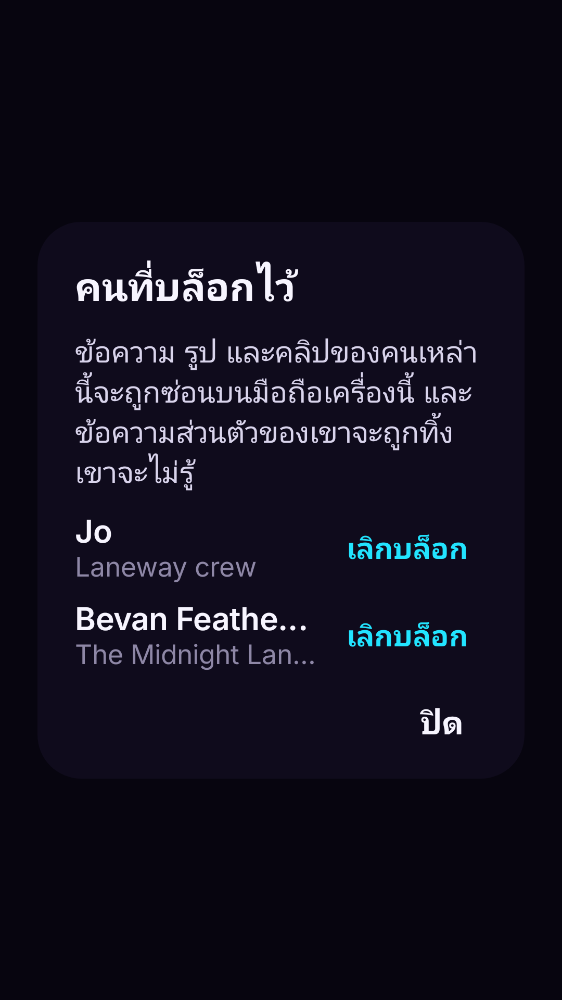 คนที่บล็อกไว้
ข้อความ รูป และคลิปของคนเหล่า
นี้จะถูกซ่อนบนมือถือเครื่องนี้ และ
ข้อความส่วนตัวของเขาจะถูกทิ้ง
เขาจะไม่รู้
Jo
Laneway crew
เลิกบล็อก
Bevan Feathe...
The Midnight Lan...
เลิกบล็อก
ปิด